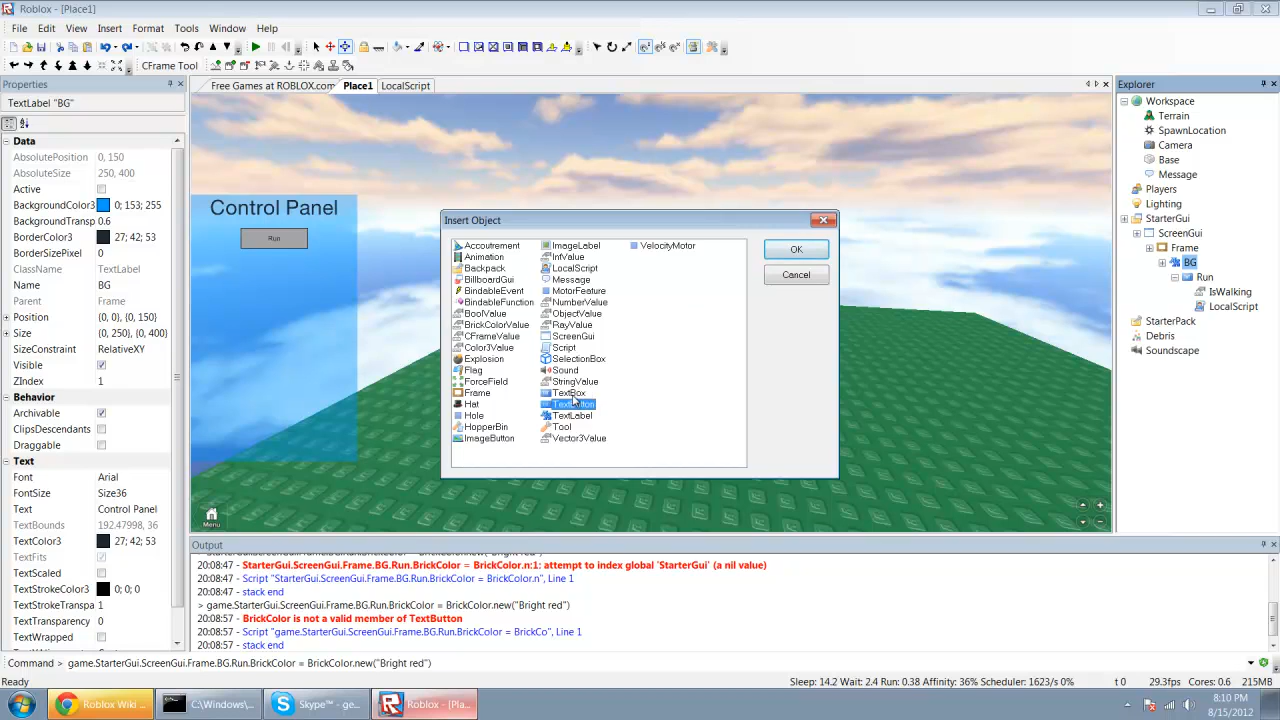 Roblox - [Place1]
File Edit View Insert Format Tools Window Help
CFrame Tool
Properties
TextLabel "BG"
Data
AbsolutePosition 0, 150
AbsoluteSize 250, 400
Active
BackgroundColor3 0; 153; 255
BackgroundTransp 0.6
BorderColor3 27; 42; 53
BorderSizePixel 0
ClassName TextLabel
Name BG
Parent Frame
Position {0, 0}, {0, 150}
Size {0, 250}, {0, 400}
SizeConstraint RelativeXY
Visible
ZIndex 1
Behavior
Archivable
ClipsDescendants
Draggable
Text
Font Arial
FontSize Size36
Text Control Panel
TextBounds 192.47998, 36
TextColor3 27; 42; 53
TextFits
TextScaled
TextStrokeColor3 0; 0; 0
TextStrokeTranspa 1
TextTransparency 0
TextWrapped
Free Games at ROBLOX.com Place1 LocalScript
Control Panel
Run
Menu
Insert Object
Accoutrement ImageLabel VelocityMotor
Animation IntValue
Backpack LocalScript
BillboardGui Message
BindableEvent MotorFeature
BindableFunction NumberValue
BoolValue ObjectValue
BrickColorValue RayValue
CFrameValue ScreenGui
Color3Value Script
Explosion SelectionBox
Flag Sound
ForceField StringValue
Frame TextBox
Hat TextButton
Hole TextLabel
HopperBin Tool
ImageButton Vector3Value
OK
Cancel
Explorer
Workspace
Terrain
SpawnLocation
Camera
Base
Message
Players
Lighting
StarterGui
ScreenGui
Frame
BG
Run
IsWalking
LocalScript
StarterPack
Debris
Soundscape
Output
20:08:47 - StarterGui.ScreenGui.Frame.BG.Run.BrickColor = BrickColor.n:1: attempt to index global 'StarterGui' (a nil value)
20:08:47 - Script "StarterGui.ScreenGui.Frame.BG.Run.BrickColor = BrickColor.n", Line 1
20:08:47 - stack end
> game.StarterGui.ScreenGui.Frame.BG.Run.BrickColor = BrickColor.new("Bright red")
20:08:57 - BrickColor is not a valid member of TextButton
20:08:57 - Script "game.StarterGui.ScreenGui.Frame.BG.Run.BrickColor = BrickCo", Line 1
20:08:57 - stack end
Command > game.StarterGui.ScreenGui.Frame.BG.Run.BrickColor = BrickColor.new("Bright red")
Ready
Sleep: 14.2 Wait: 2.4 Run: 0.38 Affinity: 36% Scheduler: 1623/s 0% t 0 29.3fps Cores: 0.6 215MB
Roblox Wiki ...
C:\Windows\...
Skype™ - ge...
Roblox - [Pla...
8:10 PM
8/15/2012